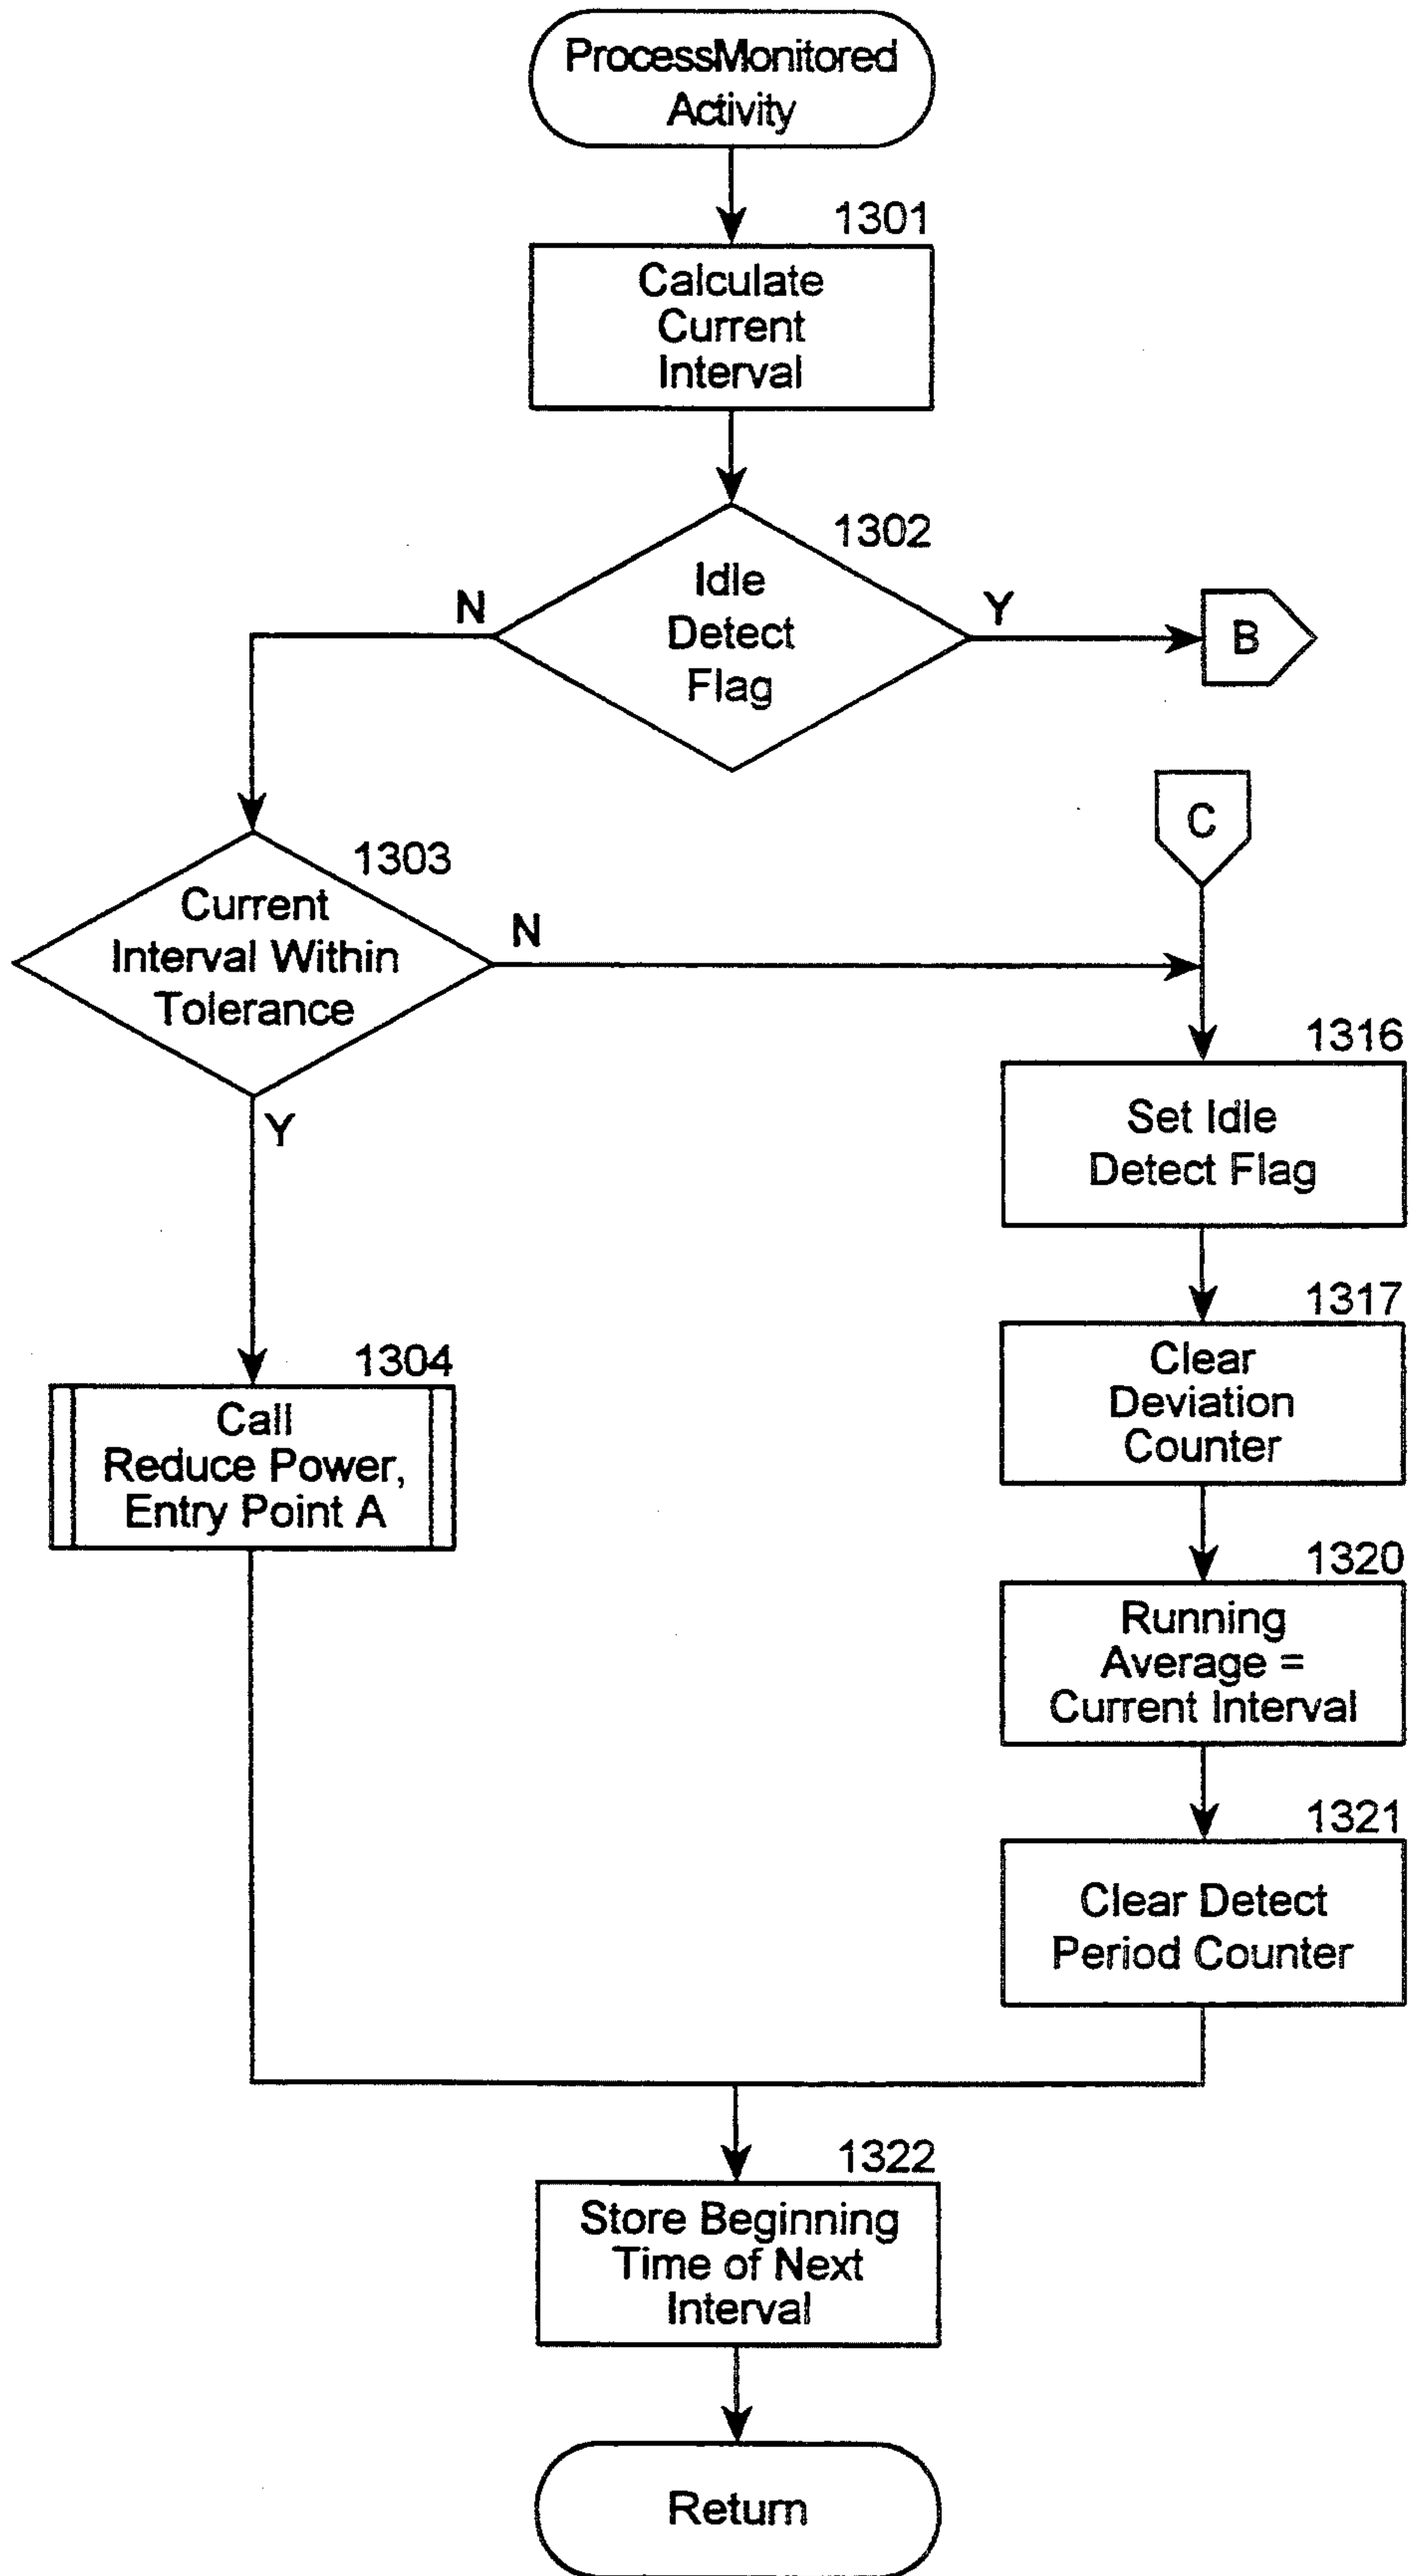 ProcessMonitored
Activity
1301
Calculate
Current
Interval
1302
Idle
Detect
Flag
N
Y
B
C
1303
Current
Interval Within
Tolerance
N
Y
1316
Set Idle
Detect Flag
1317
Clear
Deviation
Counter
1304
Call
Reduce Power,
Entry Point A
1320
Running
Average =
Current Interval
1321
Clear Detect
Period Counter
1322
Store Beginning
Time of Next
Interval
Return